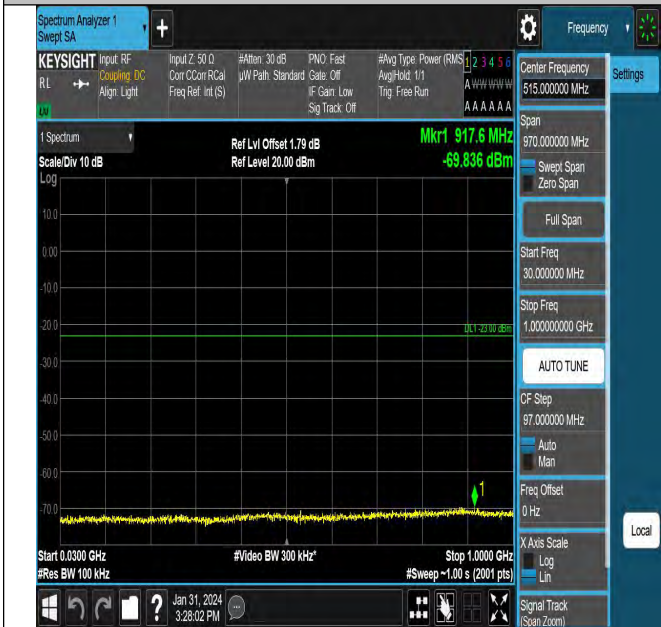 Spectrum Analyzer 1
Swept SA
Frequency
KEYSIGHT
RL
Input: RF
Coupling: DC
Align: Light
Input Z: 50 Ω
Corr CCorr RCal
Freq Ref: Int (S)
#Atten: 30 dB
µW Path: Standard
PNO: Fast
Gate: Off
IF Gain: Low
Sig Track: Off
#Avg Type: Power (RMS
Avg|Hold: 1/1
Trig: Free Run
1 2 3 4 5 6
A W W W W W
A A A A A A
1 Spectrum
Scale/Div 10 dB
Log
Ref Lvl Offset 1.79 dB
Ref Level 20.00 dBm
Mkr1 917.6 MHz
-69.836 dBm
10.0
0.00
-10.0
-20.0
DL1 -23.00 dBm
-30.0
-40.0
-50.0
-60.0
1
-70.0
Start 0.0300 GHz
#Res BW 100 kHz
#Video BW 300 kHz*
Stop 1.0000 GHz
#Sweep ~1.00 s (2001 pts)
?
Jan 31, 2024
3:28:02 PM
Center Frequency
515.000000 MHz
Settings
Span
970.000000 MHz
Swept Span
Zero Span
Full Span
Start Freq
30.000000 MHz
Stop Freq
1.000000000 GHz
AUTO TUNE
CF Step
97.000000 MHz
Auto
Man
Freq Offset
0 Hz
Local
X Axis Scale
Log
Lin
Signal Track
(Span Zoom)